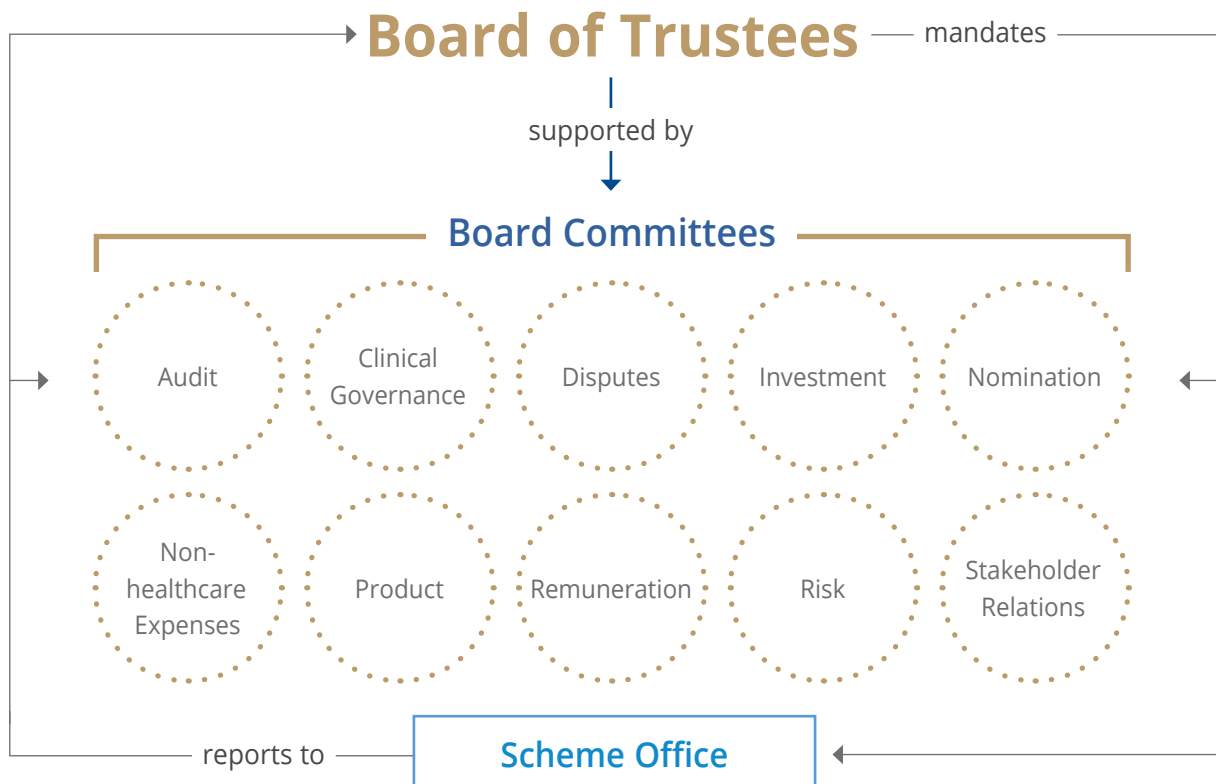 Board of Trustees
mandates
supported by
Board Committees
Audit
Clinical
Governance
Disputes
Investment
Nomination
Non-
healthcare
Expenses
Product
Remuneration
Risk
Stakeholder
Relations
reports to
Scheme Office